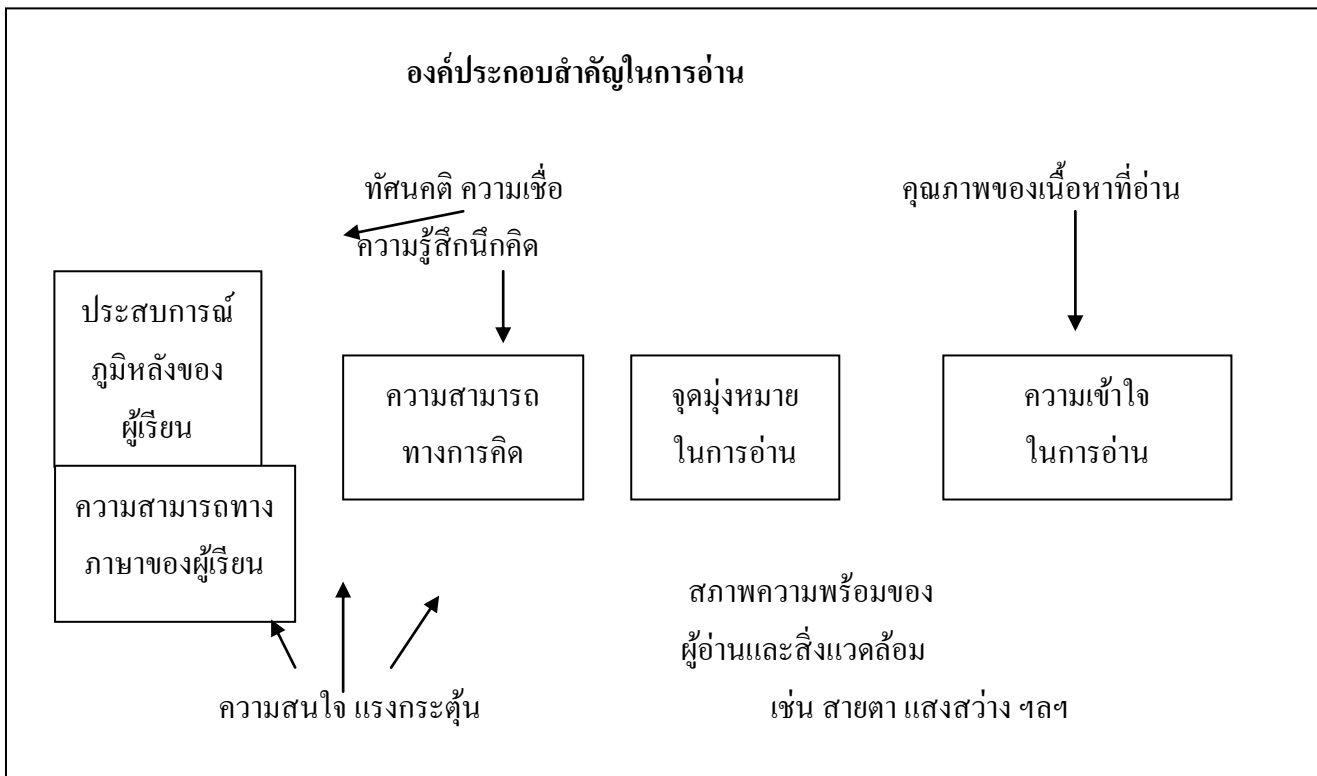 องค์ประกอบสำคัญในการอ่าน
ทัศนคติ ความเชื่อ
ความรู้สึกนึกคิด
คุณภาพของเนื้อหาที่อ่าน
ประสบการณ์
ภูมิหลังของ
ผู้เรียน
ความสามารถทาง
ภาษาของผู้เรียน
ความสามารถ
ทางการคิด
จุดมุ่งหมาย
ในการอ่าน
ความเข้าใจ
ในการอ่าน
ความสนใจ แรงกระตุ้น
สภาพความพร้อมของ
ผู้อ่านและสิ่งแวดล้อม
เช่น สายตา แสงสว่าง ฯลฯ